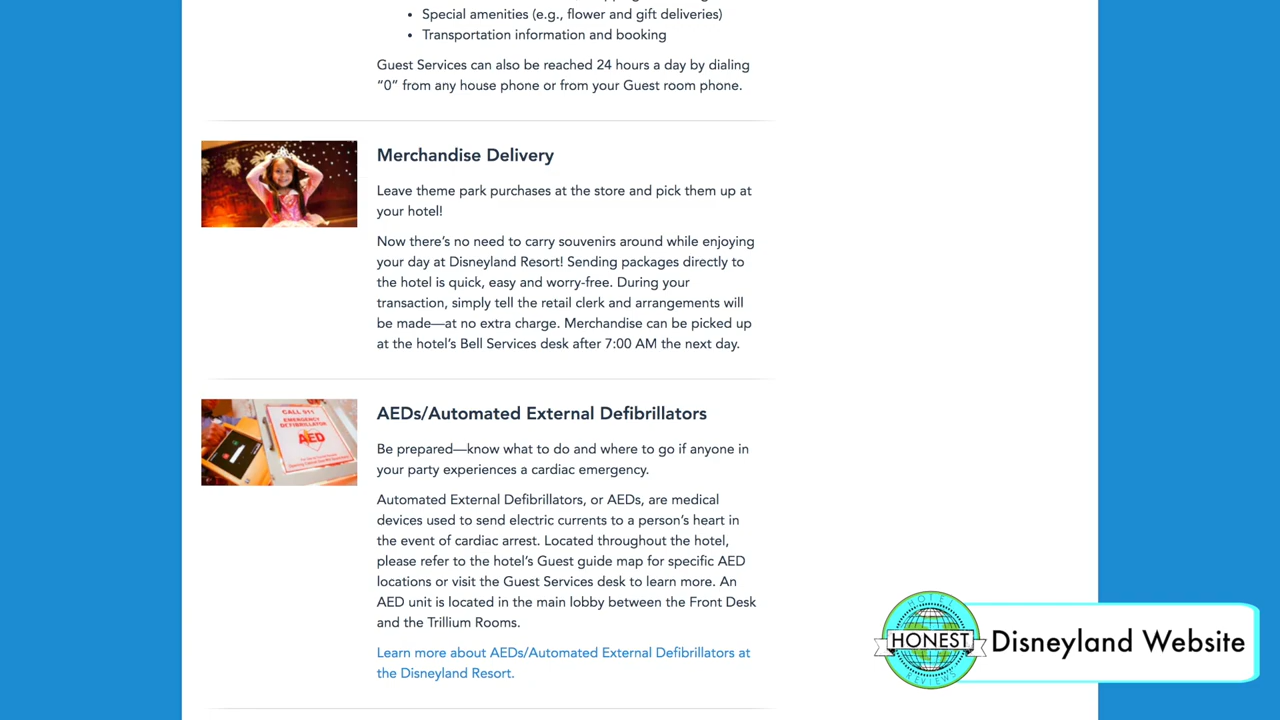 • Special amenities (e.g., flower and gift deliveries)
• Transportation information and booking
Guest Services can also be reached 24 hours a day by dialing
“0” from any house phone or from your Guest room phone.
Merchandise Delivery
Leave theme park purchases at the store and pick them up at
your hotel!
Now there’s no need to carry souvenirs around while enjoying
your day at Disneyland Resort! Sending packages directly to
the hotel is quick, easy and worry-free. During your
transaction, simply tell the retail clerk and arrangements will
be made—at no extra charge. Merchandise can be picked up
at the hotel’s Bell Services desk after 7:00 AM the next day.
CALL 911
EMERGENCY
DEFIBRILLATOR
AED
AEDs/Automated External Defibrillators
Be prepared—know what to do and where to go if anyone in
your party experiences a cardiac emergency.
Automated External Defibrillators, or AEDs, are medical
devices used to send electric currents to a person’s heart in
the event of cardiac arrest. Located throughout the hotel,
please refer to the hotel’s Guest guide map for specific AED
locations or visit the Guest Services desk to learn more. An
AED unit is located in the main lobby between the Front Desk
and the Trillium Rooms.
Learn more about AEDs/Automated External Defibrillators at
the Disneyland Resort.
HOTEL
HONEST
REVIEWS
Disneyland Website